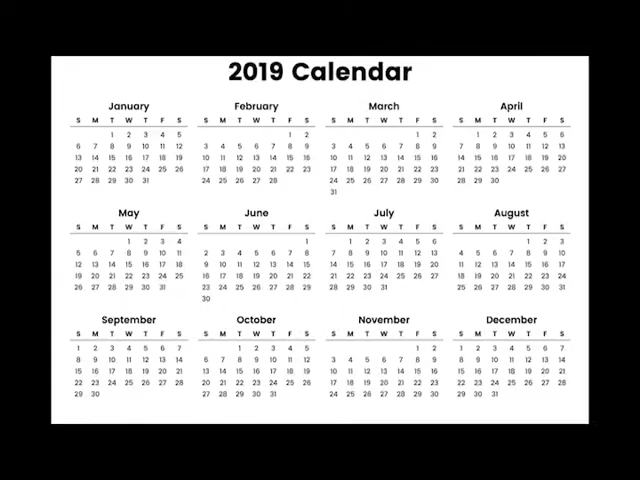 2019 Calendar
January February March April
S M T W T F S S M T W T F S S M T W T F S S M T W T F S
1 2 3 4 5 1 2 1 2 1 2 3 4 5 6
6 7 8 9 10 11 12 3 4 5 6 7 8 9 3 4 5 6 7 8 9 7 8 9 10 11 12 13
13 14 15 16 17 18 19 10 11 12 13 14 15 16 10 11 12 13 14 15 16 14 15 16 17 18 19 20
20 21 22 23 24 25 26 17 18 19 20 21 22 23 17 18 19 20 21 22 23 21 22 23 24 25 26 27
27 28 29 30 31 24 25 26 27 28 24 25 26 27 28 29 30 28 29 30
31
May June July August
S M T W T F S S M T W T F S S M T W T F S S M T W T F S
1 2 3 4 1 1 2 3 4 5 6 1 2 3
5 6 7 8 9 10 11 2 3 4 5 6 7 8 7 8 9 10 11 12 13 4 5 6 7 8 9 10
12 13 14 15 16 17 18 9 10 11 12 13 14 15 14 15 16 17 18 19 20 11 12 13 14 15 16 17
19 20 21 22 23 24 25 16 17 18 19 20 21 22 21 22 23 24 25 26 27 18 19 20 21 22 23 24
26 27 28 29 30 31 23 24 25 26 27 28 29 28 29 30 31 25 26 27 28 29 30 31
30
September October November December
S M T W T F S S M T W T F S S M T W T F S S M T W T F S
1 2 3 4 5 6 7 1 2 3 4 5 1 2 1 2 3 4 5 6 7
8 9 10 11 12 13 14 6 7 8 9 10 11 12 3 4 5 6 7 8 9 8 9 10 11 12 13 14
15 16 17 18 19 20 21 13 14 15 16 17 18 19 10 11 12 13 14 15 16 15 16 17 18 19 20 21
22 23 24 25 26 27 28 20 21 22 23 24 25 26 17 18 19 20 21 22 23 22 23 24 25 26 27 28
29 30 27 28 29 30 31 24 25 26 27 28 29 30 29 30 31